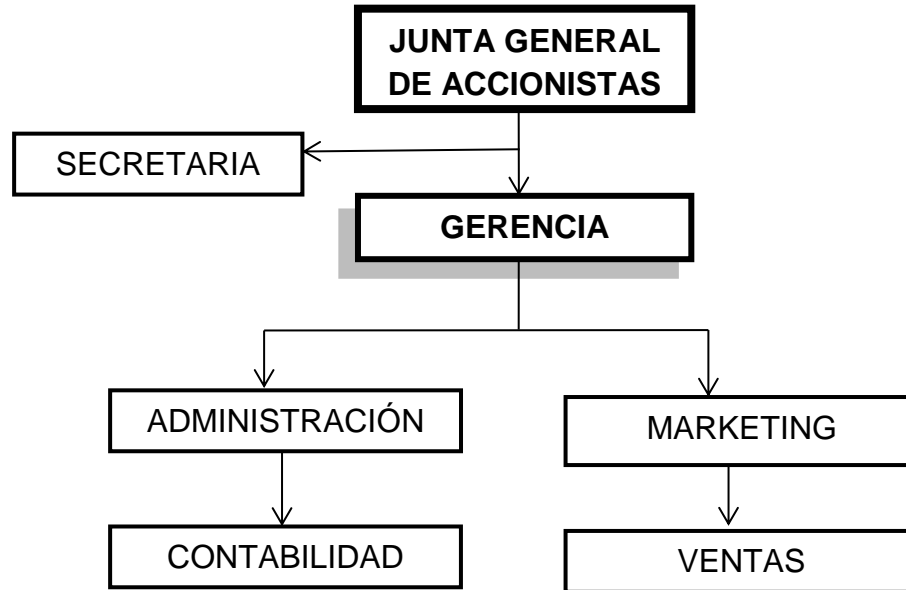 JUNTA GENERAL
DE ACCIONISTAS
SECRETARIA
GERENCIA
ADMINISTRACIÓN
MARKETING
CONTABILIDAD
VENTAS